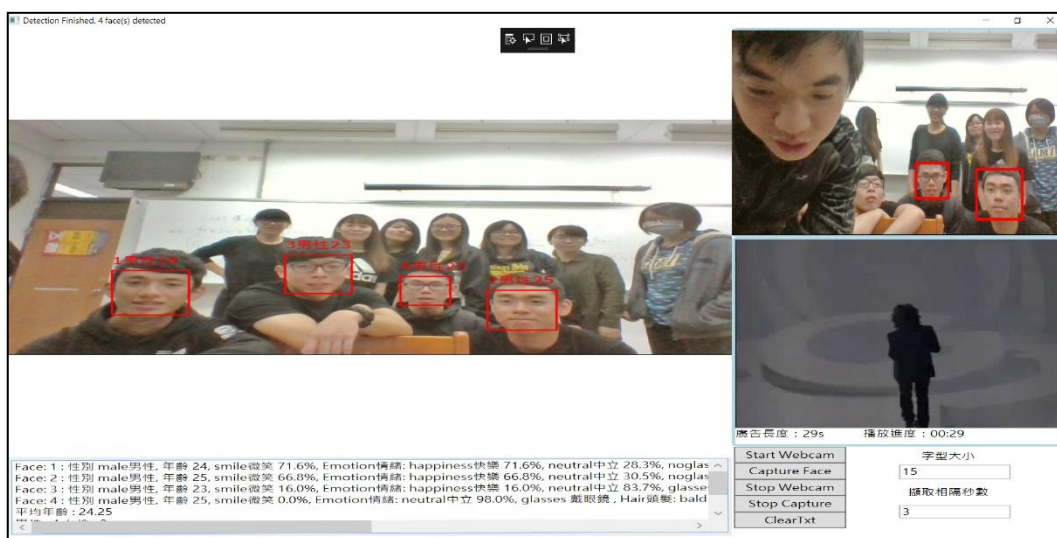 Detection Finished. 4 face(s) detected
1男性24
3男性23
男性25
廣告長度：29s 播放進度：00:29
Face: 1 : 性別 male男性, 年齡 24, smile微笑 71.6%, Emotion情緒: happiness快樂 71.6%, neutral中立 28.3%, noglas
Face: 2 : 性別 male男性, 年齡 25, smile微笑 66.8%, Emotion情緒: happiness快樂 66.8%, neutral中立 30.5%, noglas
Face: 3 : 性別 male男性, 年齡 23, smile微笑 16.0%, Emotion情緒: happiness快樂 16.0%, neutral中立 83.7%, glasse
Face: 4 : 性別 male男性, 年齡 25, smile微笑 0.0%, Emotion情緒: neutral中立 98.0%, glasses 戴眼鏡 , Hair頭髮: bald
平均年齡 : 24.25
Start Webcam
Capture Face
Stop Webcam
Stop Capture
ClearTxt
字型大小
15
擷取相隔秒數
3